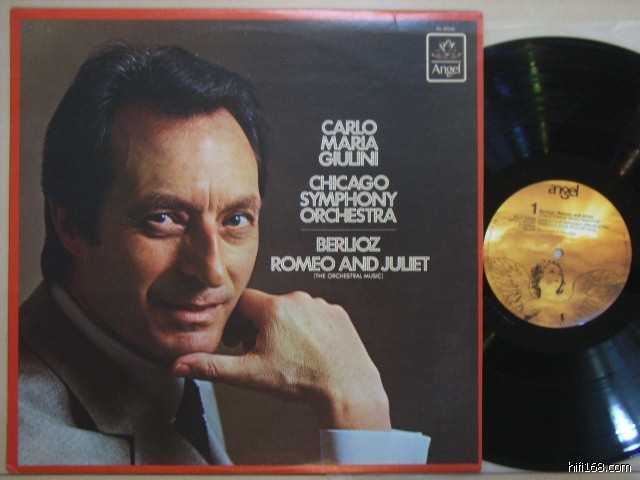 Angel
CARLO
MARIA
GIULINI
CHICAGO
SYMPHONY
ORCHESTRA
BERLIOZ
ROMEO AND JULIET
(THE ORCHESTRAL MUSIC)
angel
1
hifi168.com